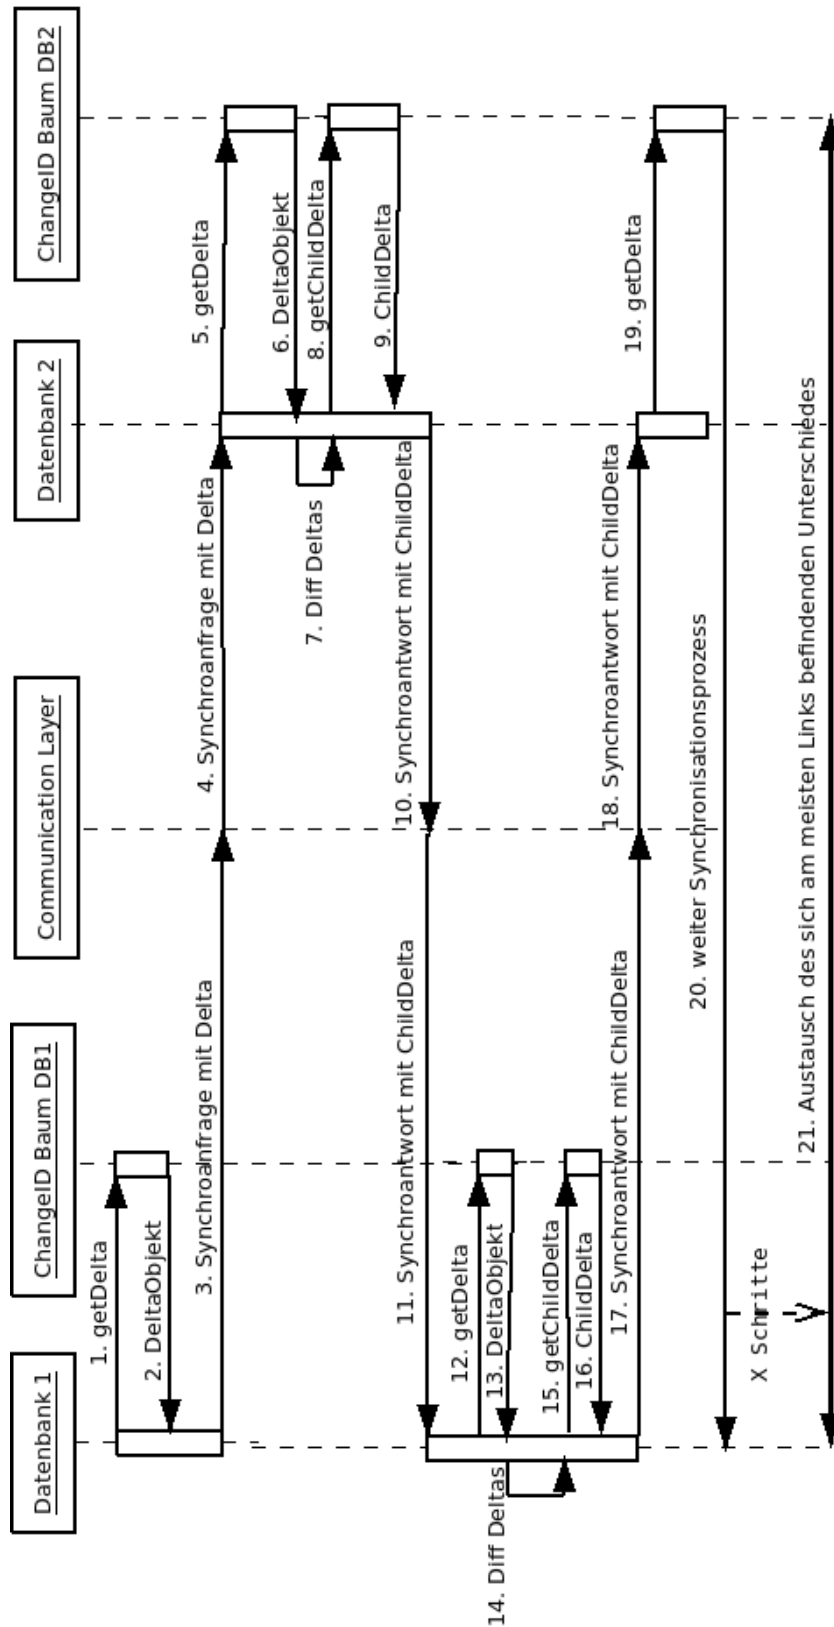 Datenbank 1
ChangeID Baum DB1
Communication Layer
Datenbank 2
ChangeID Baum DB2
1. getDelta
2. DeltaObjekt
3. Synchroanfrage mit Delta
4. Synchroanfrage mit Delta
5. getDelta
6. DeltaObjekt
7. Diff Deltas
8. getChildDelta
9. ChildDelta
10. Synchroantwort mit ChildDelta
11. Synchroantwort mit ChildDelta
12. getDelta
13. DeltaObjekt
14. Diff Deltas
15. getChildDelta
16. ChildDelta
17. Synchroantwort mit ChildDelta
18. Synchroantwort mit ChildDelta
19. getDelta
20. weiter Synchronisationsprozess
X Schritte
21. Austausch des sich am meisten Links befindenden Unterschiedes